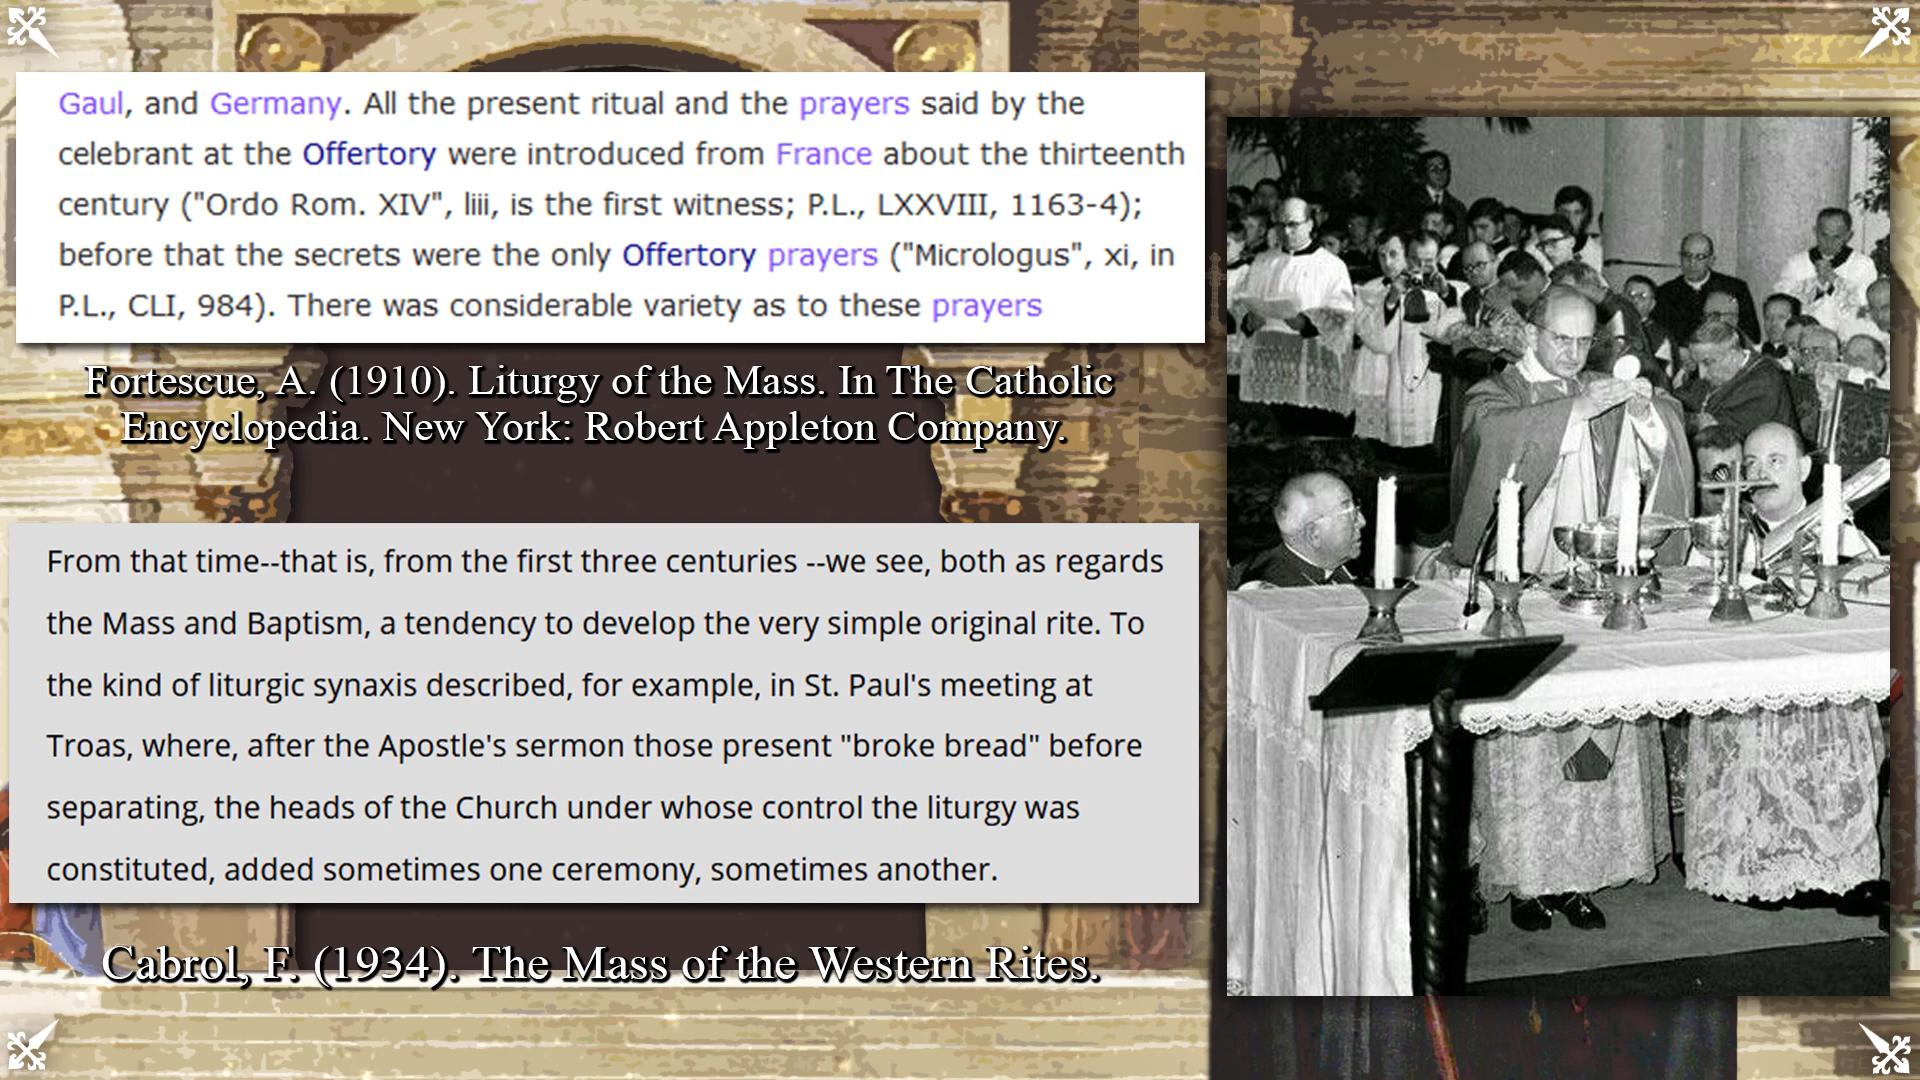 Gaul, and Germany. All the present ritual and the prayers said by the
celebrant at the Offertory were introduced from France about the thirteenth
century ("Ordo Rom. XIV", liii, is the first witness; P.L., LXXVIII, 1163-4);
before that the secrets were the only Offertory prayers ("Micrologus", xi, in
P.L., CLI, 984). There was considerable variety as to these prayers
Fortescue, A. (1910). Liturgy of the Mass. In The Catholic
Encyclopedia. New York: Robert Appleton Company.
From that time--that is, from the first three centuries --we see, both as regards
the Mass and Baptism, a tendency to develop the very simple original rite. To
the kind of liturgic synaxis described, for example, in St. Paul's meeting at
Troas, where, after the Apostle's sermon those present "broke bread" before
separating, the heads of the Church under whose control the liturgy was
constituted, added sometimes one ceremony, sometimes another.
Cabrol, F. (1934). The Mass of the Western Rites.